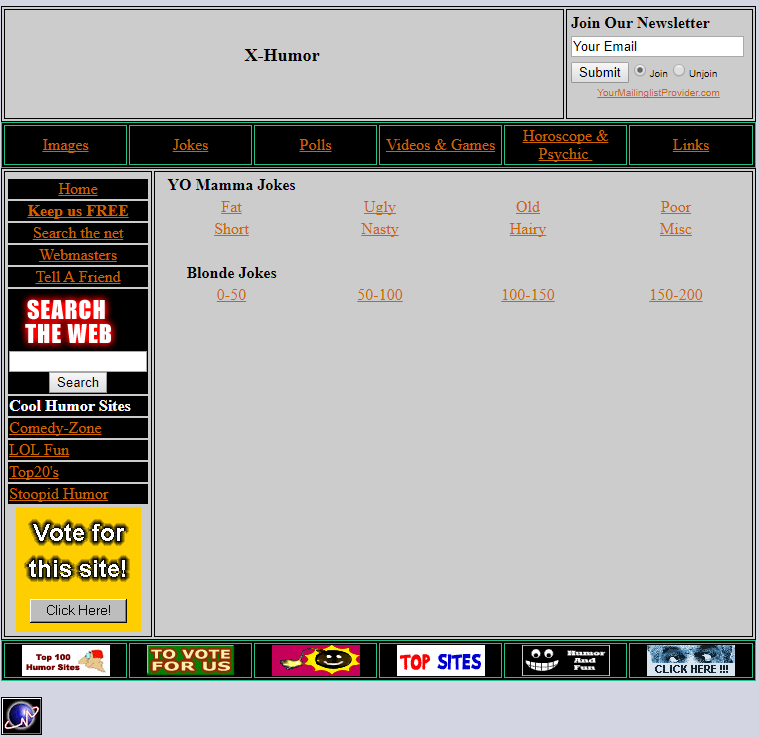 X-Humor
Join Our Newsletter
Your Email
Submit Join Unjoin
YourMailinglistProvider.com
Images Jokes Polls Videos & Games Horoscope & Psychic Links
Home
Keep us FREE
Search the net
Webmasters
Tell A Friend
SEARCH
THE WEB
Search
Cool Humor Sites
Comedy-Zone
LOL Fun
Top20's
Stoopid Humor
Vote for
this site!
Click Here!
YO Mamma Jokes
Fat Ugly Old Poor
Short Nasty Hairy Misc
Blonde Jokes
0-50 50-100 100-150 150-200
Top 100
Humor Sites
TO VOTE
FOR US
TOP SITES
Humor
And
Fun
CLICK HERE !!!